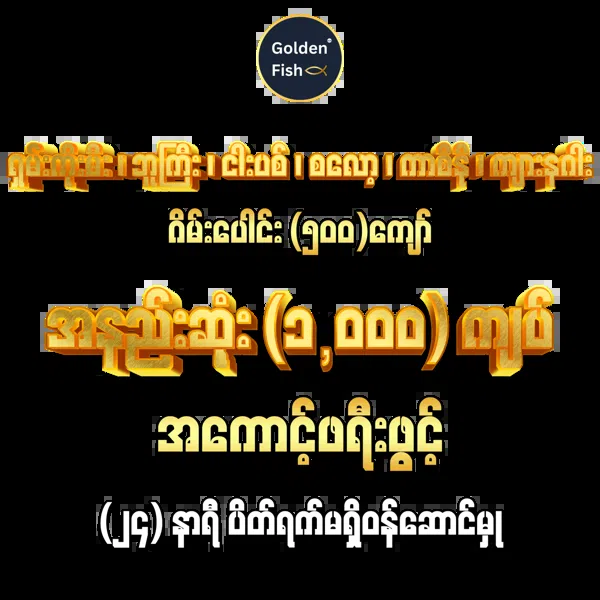 Golden
Fish
ရှမ်းကိုးမီး ၊ ဘူကြီး ၊ ငါးပစ် ၊ စလော့ ၊ ကာစီနို ၊ ကျားနဂါး
ဂိမ်းပေါင်း (၅၀၀)ကျော်
အနည်းဆုံး (၁,၀၀၀) ကျပ်
အကောင့်ဖရီးဖွင့်
(၂၄) နာရီ ပိတ်ရက်မရှိဝန်ဆောင်မှု